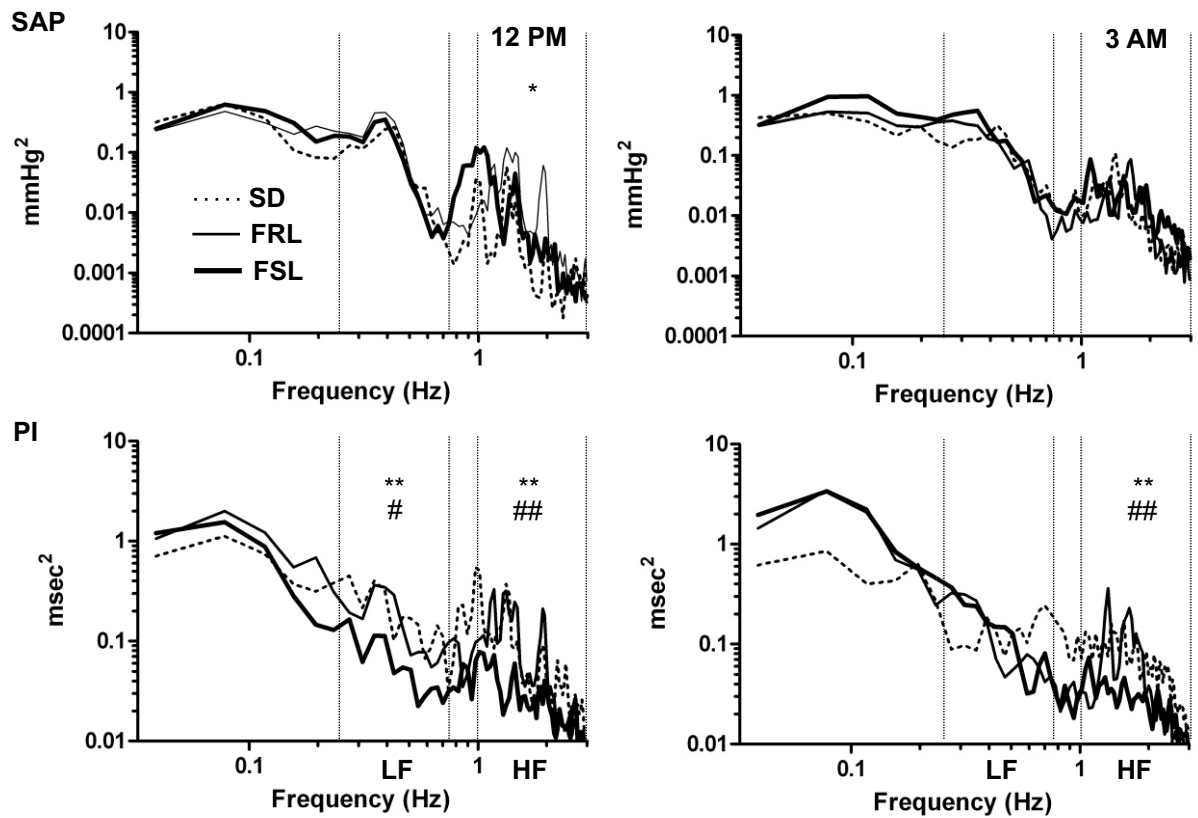 SAP
12 PM
3 AM
10
1
0.1
0.01
0.001
0.0001
mmHg2
*
SD
FRL
FSL
0.1
1
Frequency (Hz)
10
1
0.1
0.01
0.001
0.0001
mmHg2
0.1
1
Frequency (Hz)
PI
10
1
0.1
0.01
msec2
**
#
**
##
0.1
LF
1
HF
Frequency (Hz)
10
1
0.1
0.01
msec2
**
##
0.1
LF
1
HF
Frequency (Hz)